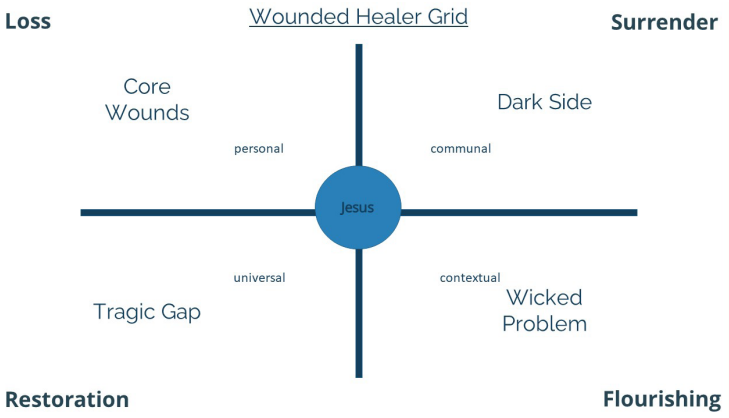 Loss
Wounded Healer Grid
Surrender
Core
Wounds
Dark Side
personal
communal
Jesus
universal
contextual
Tragic Gap
Wicked
Problem
Restoration
Flourishing